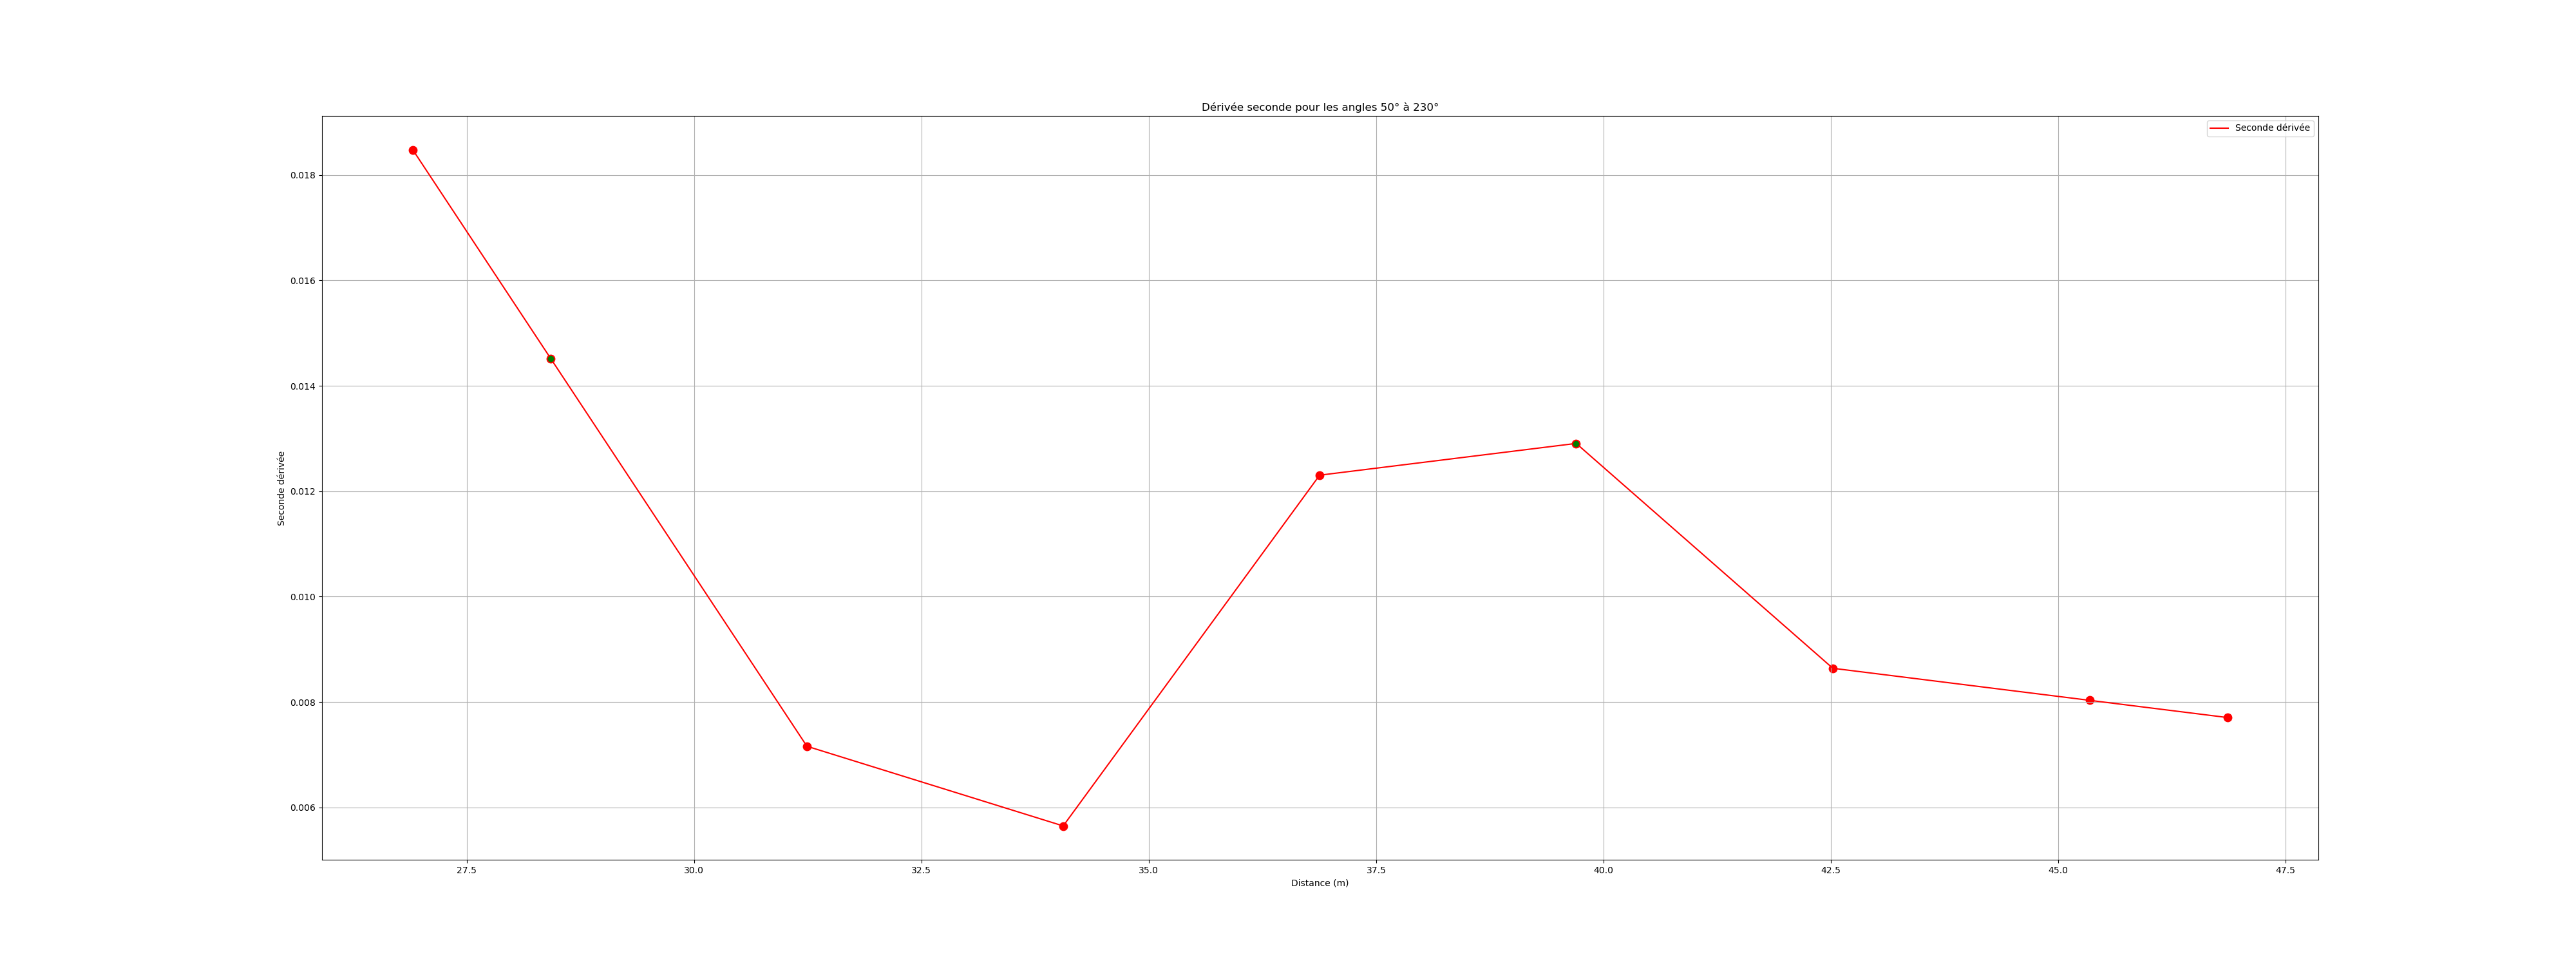 Dérivée seconde pour les angles 50° à 230°
Seconde dérivée
0.018
0.016
0.014
0.012
0.010
0.008
0.006
Seconde dérivée
27.5 30.0 32.5 35.0 37.5 40.0 42.5 45.0 47.5
Distance (m)